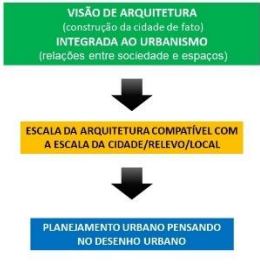 VISÃO DE ARQUITETURA
(construção da cidade de fato)
INTEGRADA AO URBANISMO
(relações entre sociedade e espaços)
ESCALA DA ARQUITETURA COMPATÍVEL COM
A ESCALA DA CIDADE/RELEVO/LOCAL
PLANEJAMENTO URBANO PENSANDO
NO DESENHO URBANO